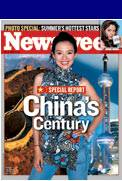 PHOTO SPECIAL: SUMMER'S HOTTEST STARS
Newsweek
SPECIAL REPORT
China's
Century